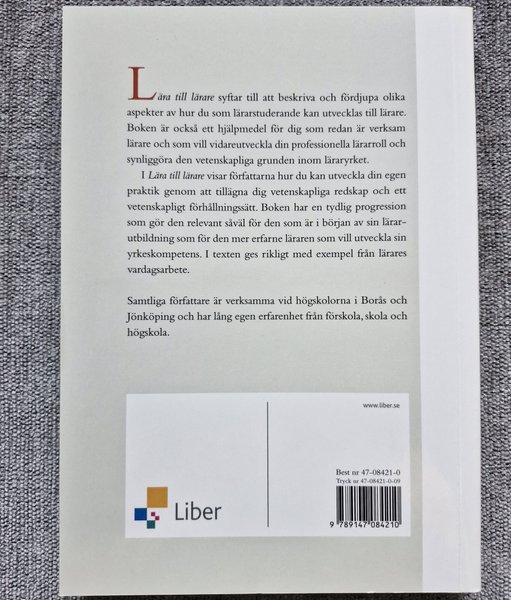 Lära till lärare syftar till att beskriva och fördjupa olika
aspekter av hur du som lärarstuderande kan utvecklas till lärare.
Boken är också ett hjälpmedel för dig som redan är verksam
lärare och som vill vidareutveckla din professionella lärarroll och
synliggöra den vetenskapliga grunden inom läraryrket.
I Lära till lärare visar författarna hur du kan utveckla din egen
praktik genom att tillägna dig vetenskapliga redskap och ett
vetenskapligt förhållningssätt. Boken har en tydlig progression
som gör den relevant såväl för den som är i början av sin lärar-
utbildning som för den mer erfarne läraren som vill utveckla sin
yrkeskompetens. I texten ges rikligt med exempel från lärares
vardagsarbete.
Samtliga författare är verksamma vid högskolorna i Borås och
Jönköping och har lång egen erfarenhet från förskola, skola och
högskola.
www.liber.se
Best nr 47-08421-0
Tryck nr 47-08421-0-09
Liber
9 789147 084210